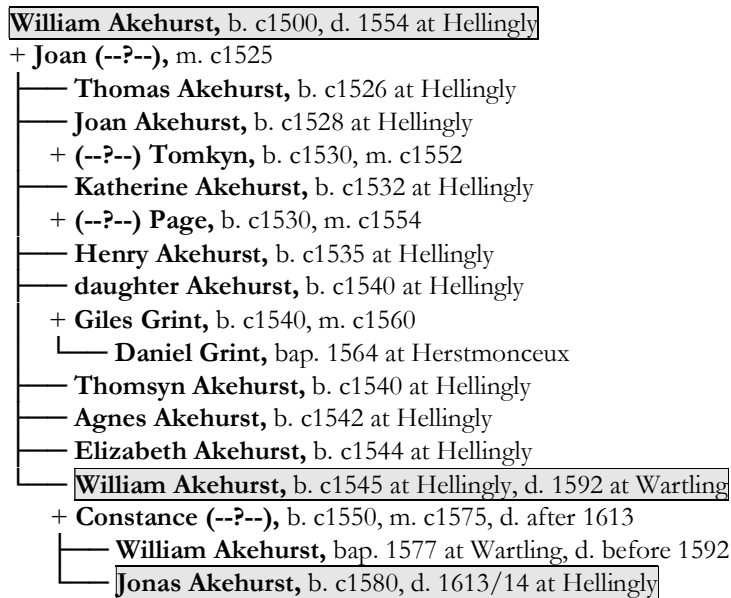 William Akehurst, b. c1500, d. 1554 at Hellingly
+ Joan (--?--), m. c1525
Thomas Akehurst, b. c1526 at Hellingly
Joan Akehurst, b. c1528 at Hellingly
+ (--?--) Tomkyn, b. c1530, m. c1552
Katherine Akehurst, b. c1532 at Hellingly
+ (--?--) Page, b. c1530, m. c1554
Henry Akehurst, b. c1535 at Hellingly
daughter Akehurst, b. c1540 at Hellingly
+ Giles Grint, b. c1540, m. c1560
Daniel Grint, bap. 1564 at Herstmonceux
Thomsyn Akehurst, b. c1540 at Hellingly
Agnes Akehurst, b. c1542 at Hellingly
Elizabeth Akehurst, b. c1544 at Hellingly
William Akehurst, b. c1545 at Hellingly, d. 1592 at Wartling
+ Constance (--?--), b. c1550, m. c1575, d. after 1613
William Akehurst, bap. 1577 at Wartling, d. before 1592
Jonas Akehurst, b. c1580, d. 1613/14 at Hellingly